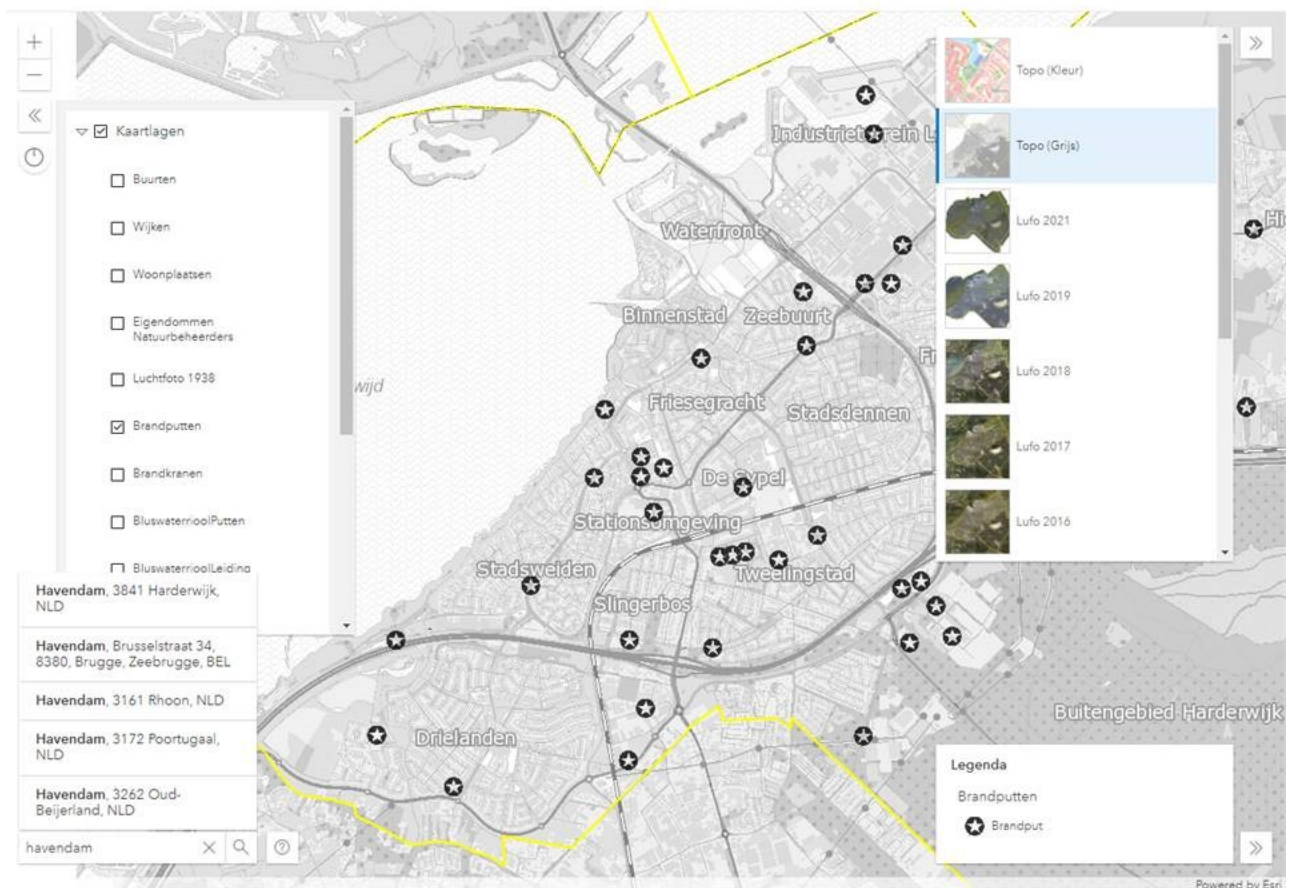 Kaartlagen
Buurten
Wijken
Woonplaatsen
Eigendommen
Natuurbeheerders
Luchtfoto 1938
Brandputten
Brandkranen
BluswaterrioolPutten
BluswaterrioolLeiding
Havendam, 3841 Harderwijk,
NLD
Havendam, Brusselstraat 34,
8380, Brugge, Zeebrugge, BEL
Havendam, 3161 Rhoon, NLD
Havendam, 3172 Poortugaal,
NLD
Havendam, 3262 Oud-
Beijerland, NLD
havendam
Industrieterrein L
Waterfront
Binnenstad
Zeebuurt
wijd
Friesegracht
Stadsdennen
De Sypel
Stationsomgeving
Stadsweiden
Tweelingstad
Slingerbos
Drielanden
Buitengebied Harderwijk
Topo (Kleur)
Topo (Grijs)
Lufo 2021
Lufo 2019
Lufo 2018
Lufo 2017
Lufo 2016
Legenda
Brandputten
Brandput
Powered by Esri